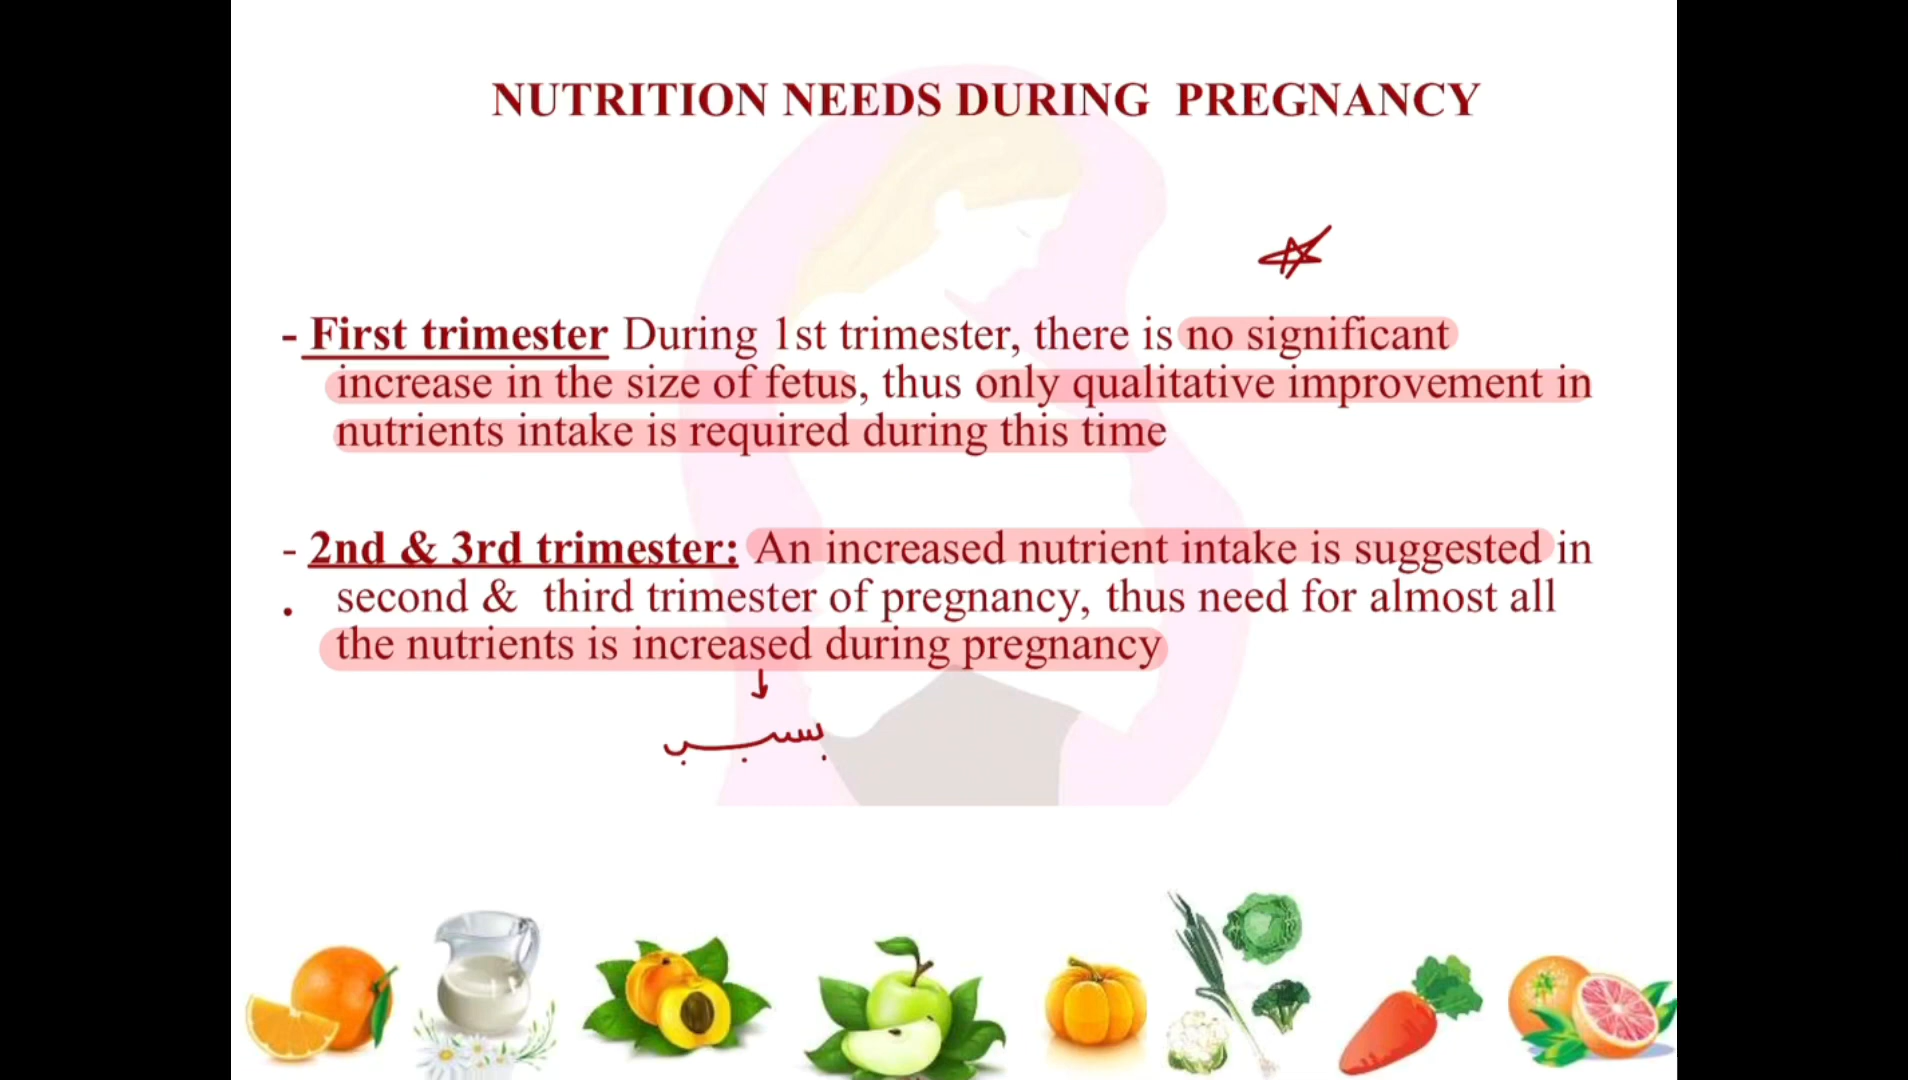 NUTRITION NEEDS DURING PREGNANCY
- First trimester During 1st trimester, there is no significant
increase in the size of fetus, thus only qualitative improvement in
nutrients intake is required during this time
- 2nd & 3rd trimester: An increased nutrient intake is suggested in
second & third trimester of pregnancy, thus need for almost all
the nutrients is increased during pregnancy
بسبب